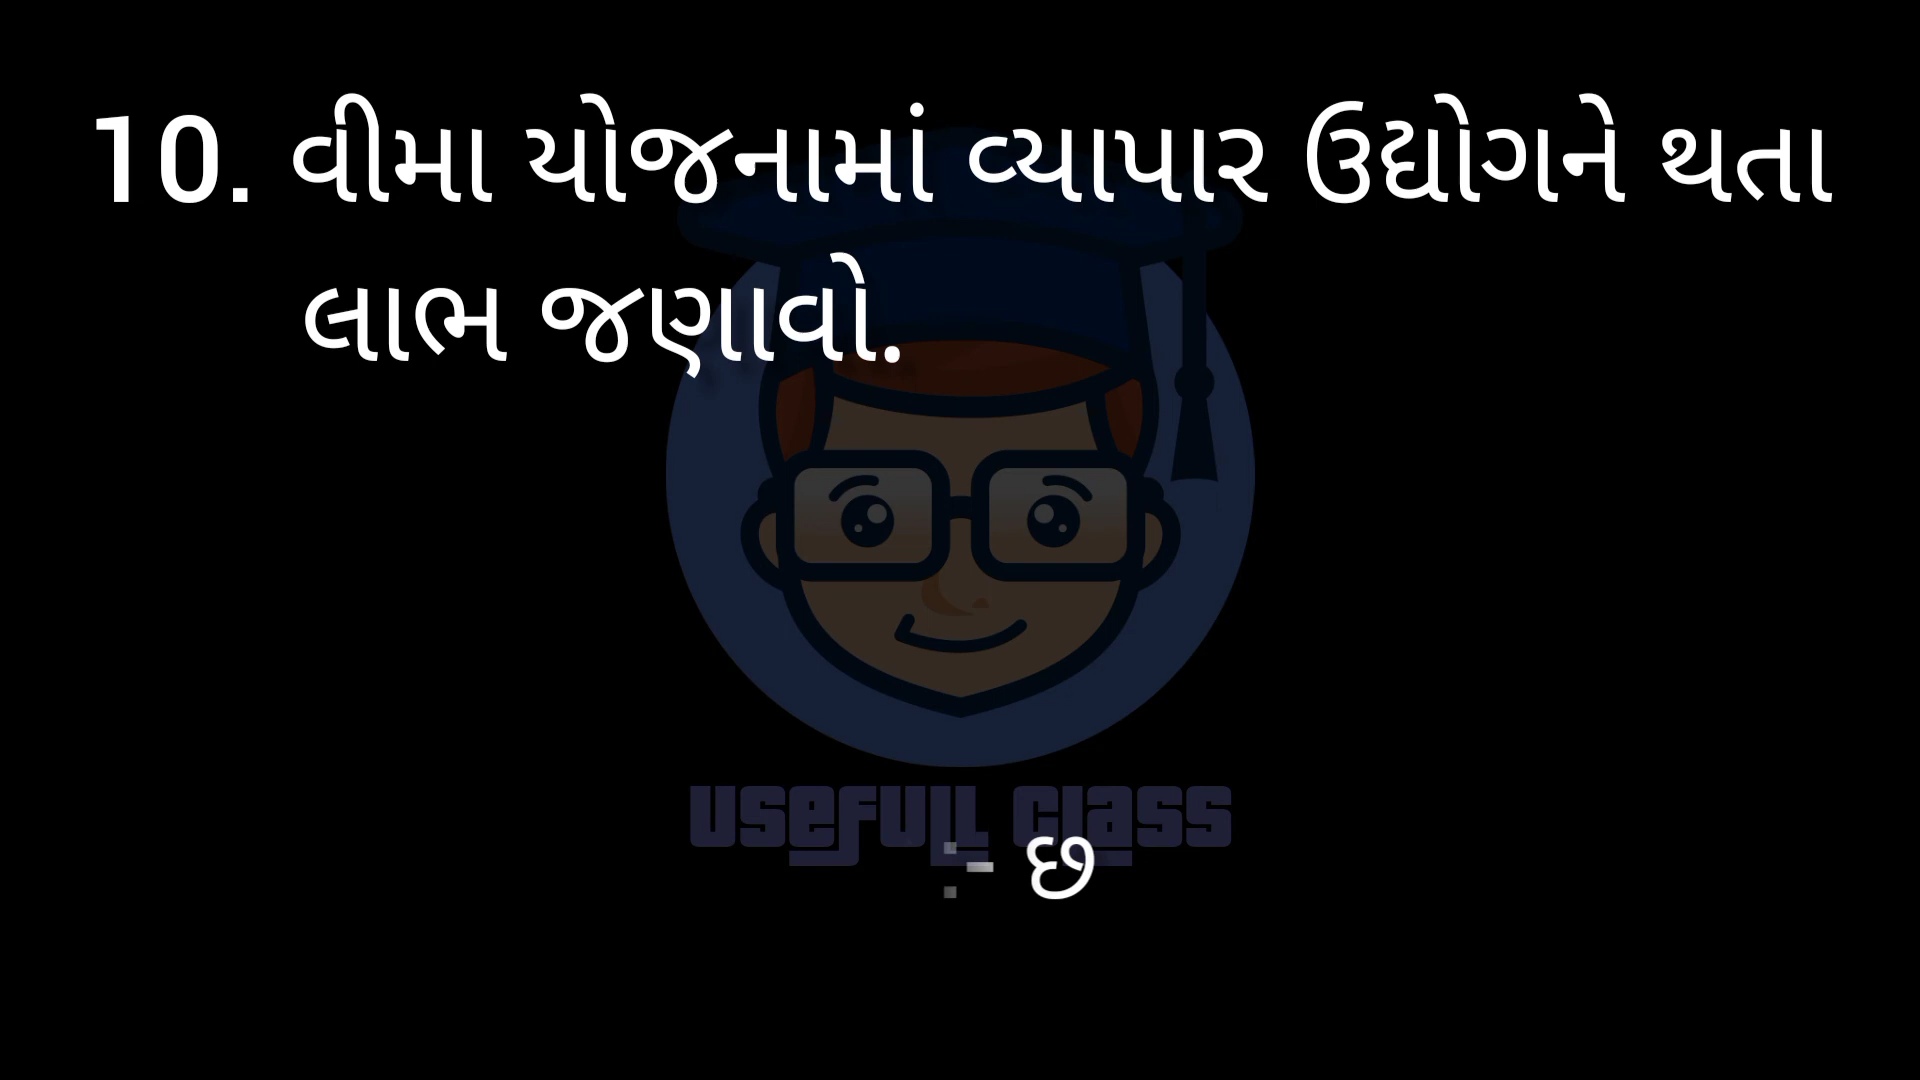 10. વીમા યોજનામાં વ્યાપાર ઉદ્યોગને થતા
લાભ જણાવો.
USEFULL CLASS
:- છ